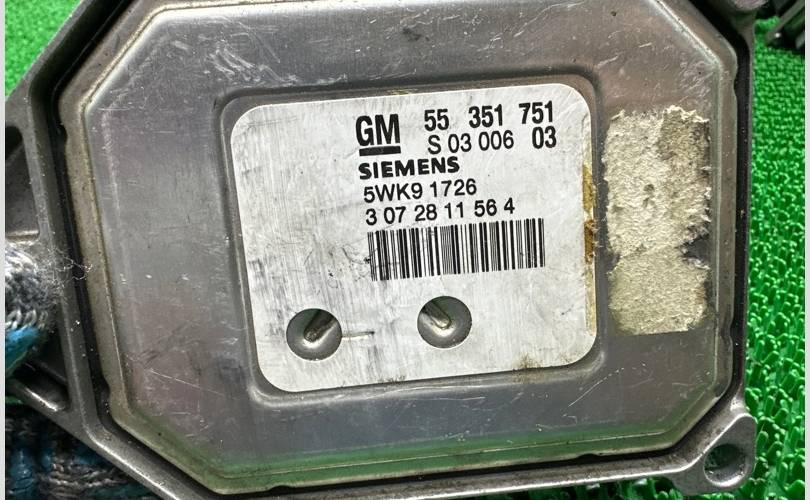 GM 55 351 751
S 03 006 03
SIEMENS
5WK9 1726
3 07 28 11 56 4